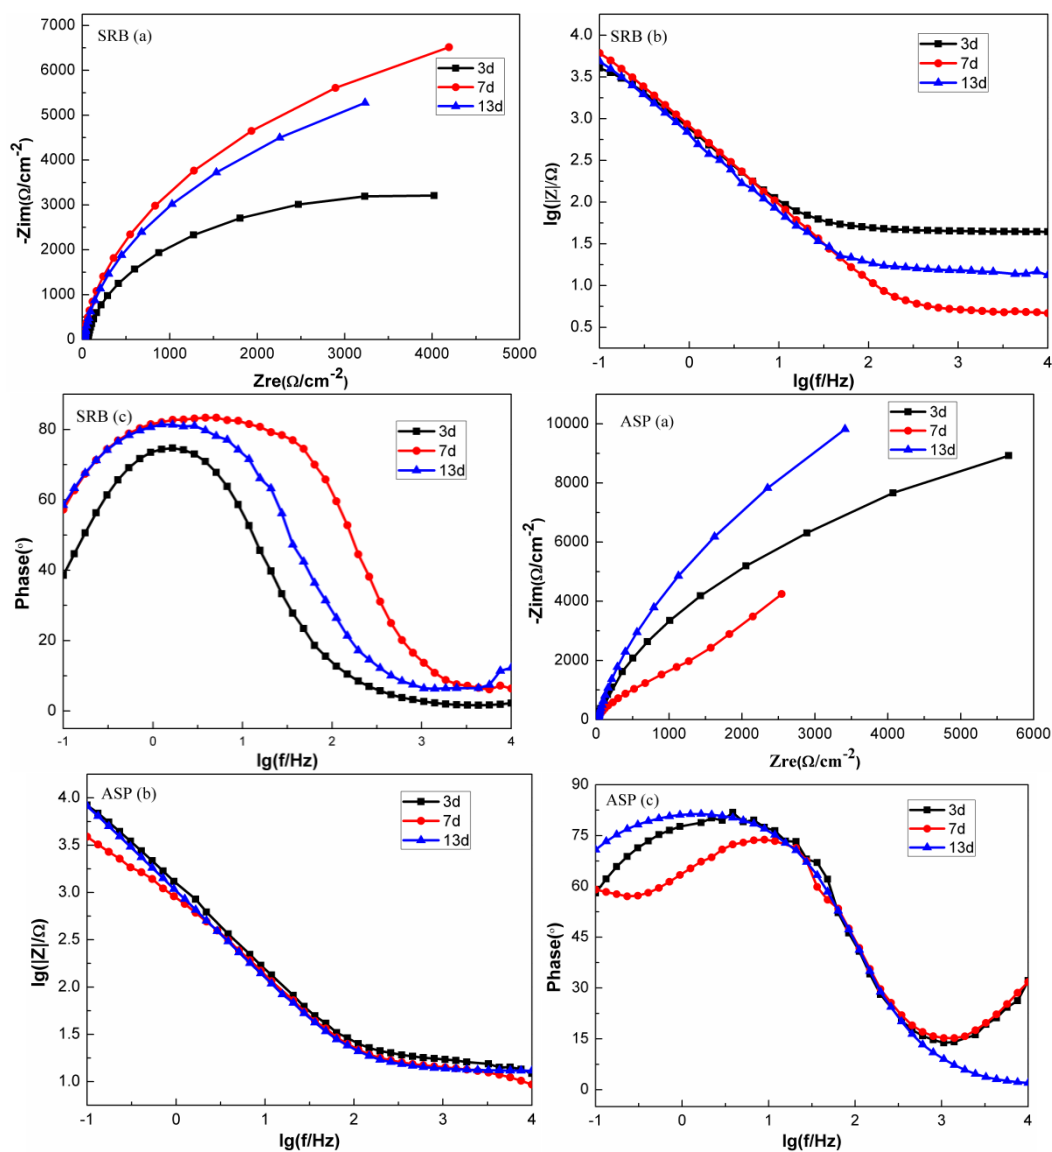 SRB (a)
3d
7d
13d
7000
6000
5000
4000
3000
2000
1000
0
-Zim(Ω/cm-2)
0 1000 2000 3000 4000 5000
Zre(Ω/cm-2)
SRB (b)
3d
7d
13d
4.0
3.5
3.0
2.5
2.0
1.5
1.0
0.5
lg(|Z|/Ω)
-1 0 1 2 3 4
lg(f/Hz)
SRB (c)
3d
7d
13d
80
60
40
20
0
Phase(°)
-1 0 1 2 3 4
lg(f/Hz)
ASP (a)
3d
7d
13d
10000
8000
6000
4000
2000
0
-Zim(Ω/cm-2)
0 1000 2000 3000 4000 5000 6000
Zre(Ω/cm-2)
ASP (b)
3d
7d
13d
4.0
3.5
3.0
2.5
2.0
1.5
1.0
lg(|Z|/Ω)
-1 0 1 2 3 4
lg(f/Hz)
ASP (c)
3d
7d
13d
90
75
60
45
30
15
0
Phase(°)
-1 0 1 2 3 4
lg(f/Hz)